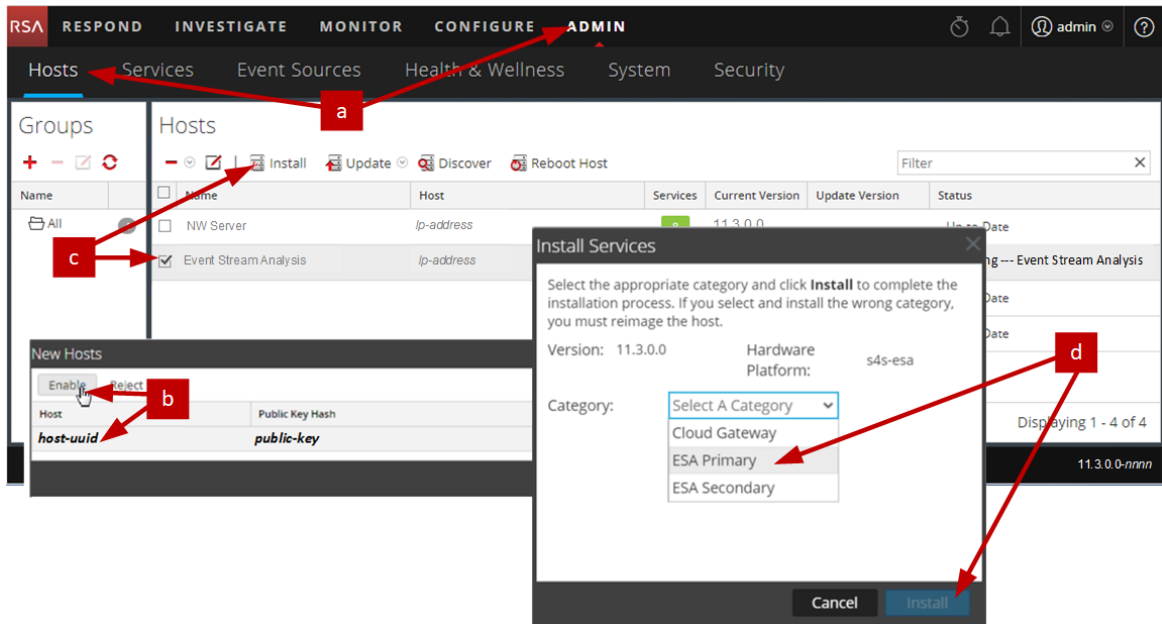 RSA RESPOND INVESTIGATE MONITOR CONFIGURE ADMIN admin ?
Hosts Services Event Sources Health & Wellness System Security
a
Groups
Hosts
Install Update Discover Reboot Host Filter
Name
Name Host Services Current Version Update Version Status
All
NW Server Ip-address 11.3.0.0 Up-to-Date
c
Event Stream Analysis Ip-address ng --- Event Stream Analysis
Date
Date
Displaying 1 - 4 of 4
11.3.0.0-nnnn
New Hosts
Enable Reject
b
Host Public Key Hash
host-uuid public-key
Install Services
Select the appropriate category and click Install to complete the
installation process. If you select and install the wrong category,
you must reimage the host.
Version: 11.3.0.0 Hardware
Platform: s4s-esa
d
Category: Select A Category
Cloud Gateway
ESA Primary
ESA Secondary
Cancel Install